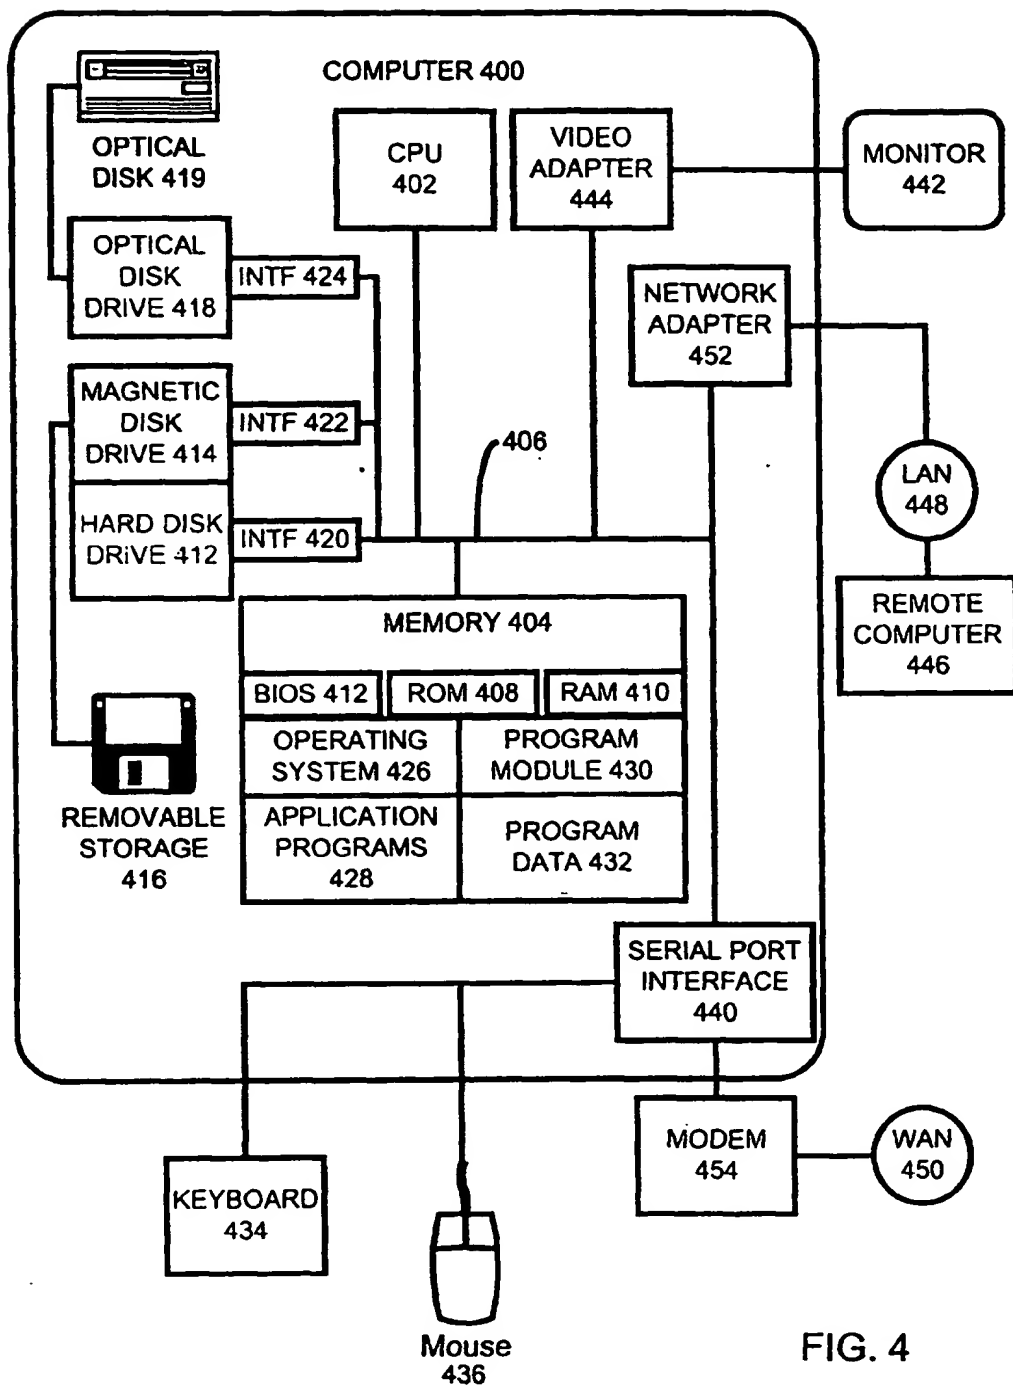 COMPUTER 400
OPTICAL
DISK 419
CPU
402
VIDEO
ADAPTER
444
MONITOR
442
OPTICAL
DISK
DRIVE 418
INTF 424
NETWORK
ADAPTER
452
MAGNETIC
DISK
DRIVE 414
INTF 422
406
LAN
448
HARD DISK
DRIVE 412
INTF 420
REMOTE
COMPUTER
446
MEMORY 404
BIOS 412
ROM 408
RAM 410
OPERATING
SYSTEM 426
PROGRAM
MODULE 430
REMOVABLE
STORAGE
416
APPLICATION
PROGRAMS
428
PROGRAM
DATA 432
SERIAL PORT
INTERFACE
440
MODEM
454
WAN
450
KEYBOARD
434
Mouse
436
FIG. 4